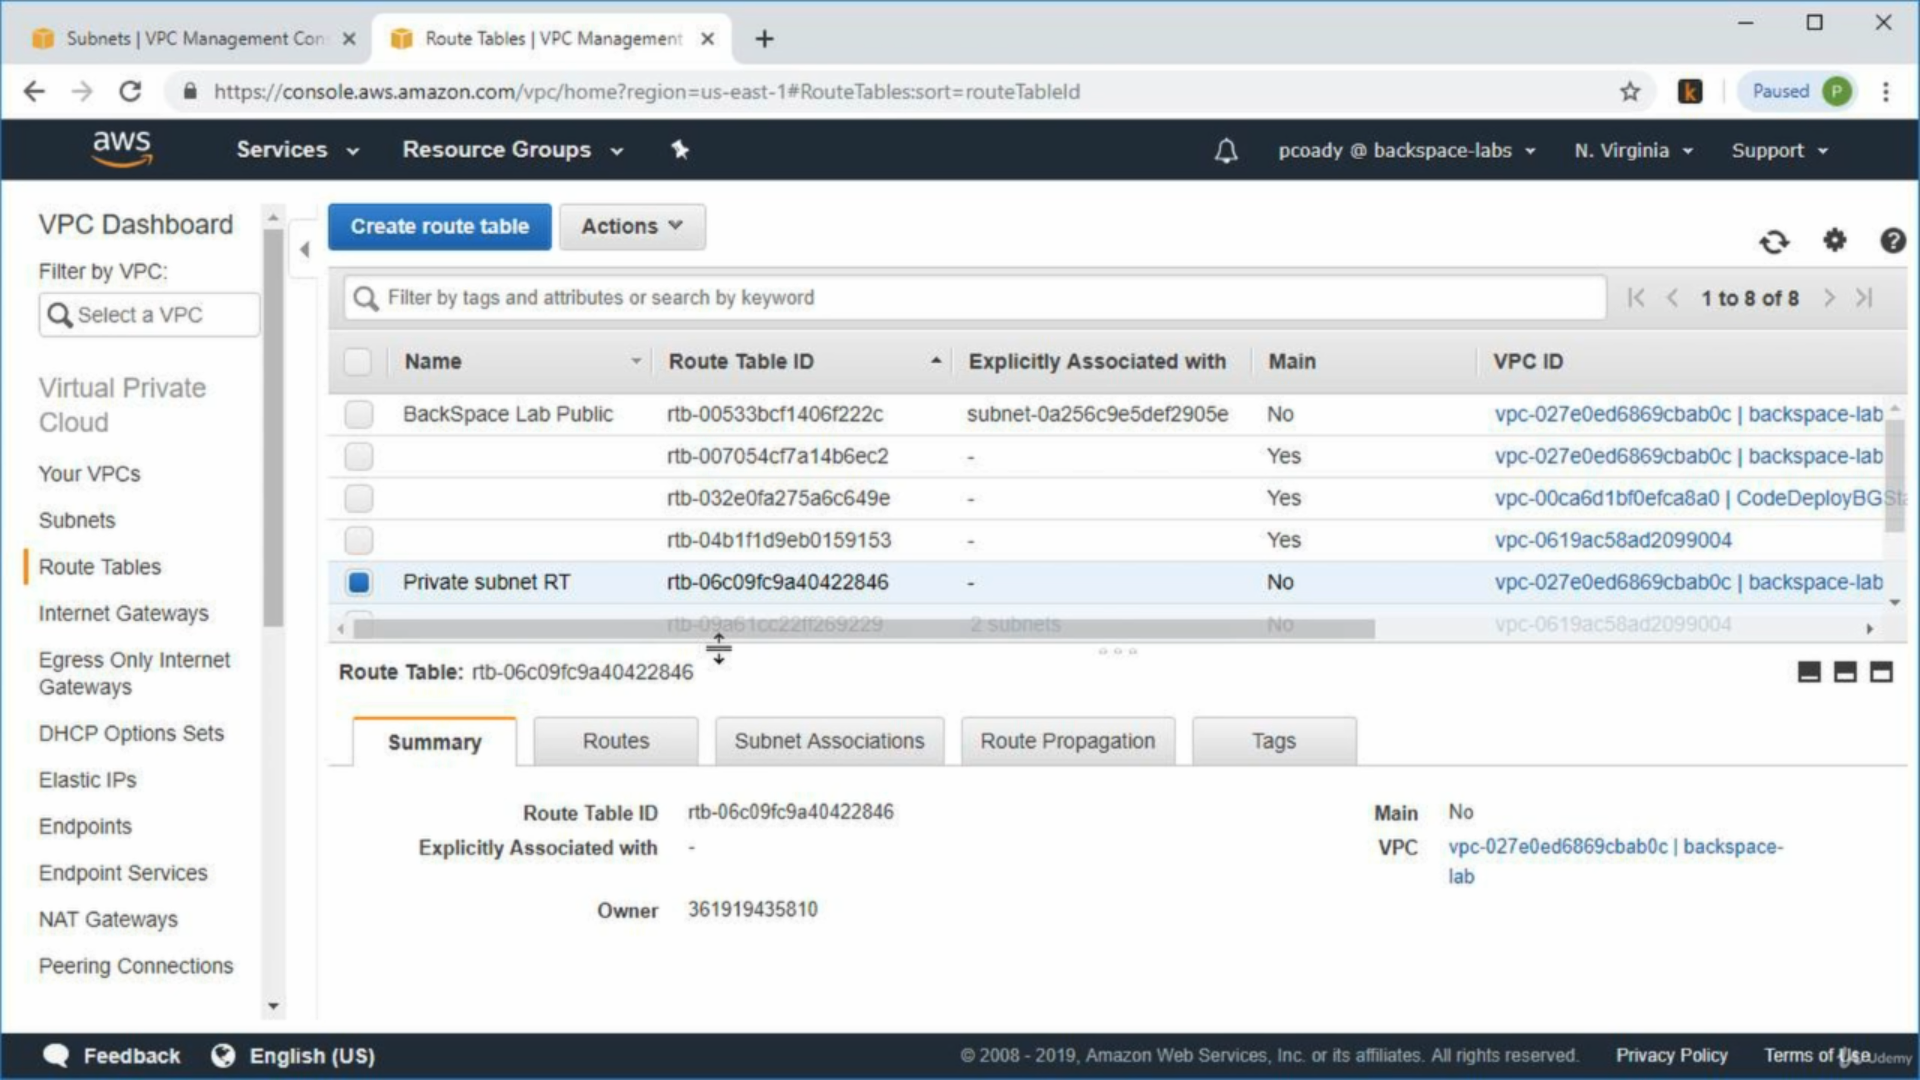 Subnets | VPC Management Con
Route Tables | VPC Management
https://console.aws.amazon.com/vpc/home?region=us-east-1#RouteTables:sort=routeTableId
k
Paused P
aws
Services
Resource Groups
pcoady @ backspace-labs
N. Virginia
Support
VPC Dashboard
Filter by VPC:
Select a VPC
Virtual Private
Cloud
Your VPCs
Subnets
Route Tables
Internet Gateways
Egress Only Internet
Gateways
DHCP Options Sets
Elastic IPs
Endpoints
Endpoint Services
NAT Gateways
Peering Connections
Create route table
Actions
Filter by tags and attributes or search by keyword
1 to 8 of 8
Name Route Table ID Explicitly Associated with Main VPC ID
BackSpace Lab Public rtb-00533bcf1406f222c subnet-0a256c9e5def2905e No vpc-027e0ed6869cbab0c | backspace-lab
rtb-007054cf7a14b6ec2 - Yes vpc-027e0ed6869cbab0c | backspace-lab
rtb-032e0fa275a6c649e - Yes vpc-00ca6d1bf0efca8a0 | CodeDeployBGSta
rtb-04b1f1d9eb0159153 - Yes vpc-0619ac58ad2099004
Private subnet RT rtb-06c09fc9a40422846 - No vpc-027e0ed6869cbab0c | backspace-lab
rtb-09a61cc22ff269229 2 subnets No vpc-0619ac58ad2099004
Route Table: rtb-06c09fc9a40422846
Summary
Routes
Subnet Associations
Route Propagation
Tags
Route Table ID rtb-06c09fc9a40422846
Explicitly Associated with -
Owner 361919435810
Main No
VPC vpc-027e0ed6869cbab0c | backspace-
lab
Feedback
English (US)
© 2008 - 2019, Amazon Web Services, Inc. or its affiliates. All rights reserved.
Privacy Policy
Terms of Use
Udemy